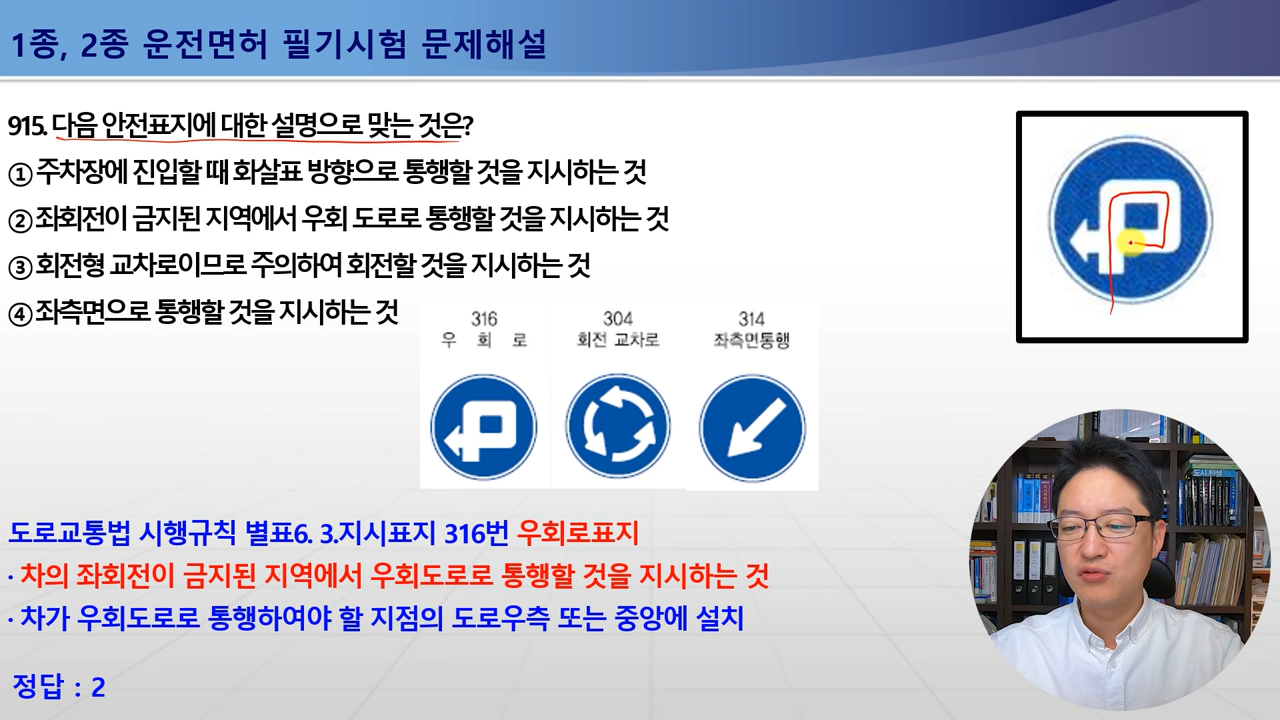 1종, 2종 운전면허 필기시험 문제해설
915. 다음 안전표지에 대한 설명으로 맞는 것은?
① 주차장에 진입할 때 화살표 방향으로 통행할 것을 지시하는 것
② 좌회전이 금지된 지역에서 우회 도로로 통행할 것을 지시하는 것
③ 회전형 교차로이므로 주의하여 회전할 것을 지시하는 것
④ 좌측면으로 통행할 것을 지시하는 것
316 304 314
우 회 로 회전 교차로 좌측면통행
도로교통법 시행규칙 별표6. 3.지시표지 316번 우회로표지
· 차의 좌회전이 금지된 지역에서 우회도로로 통행할 것을 지시하는 것
· 차가 우회도로로 통행하여야 할 지점의 도로우측 또는 중앙에 설치
정답 : 2